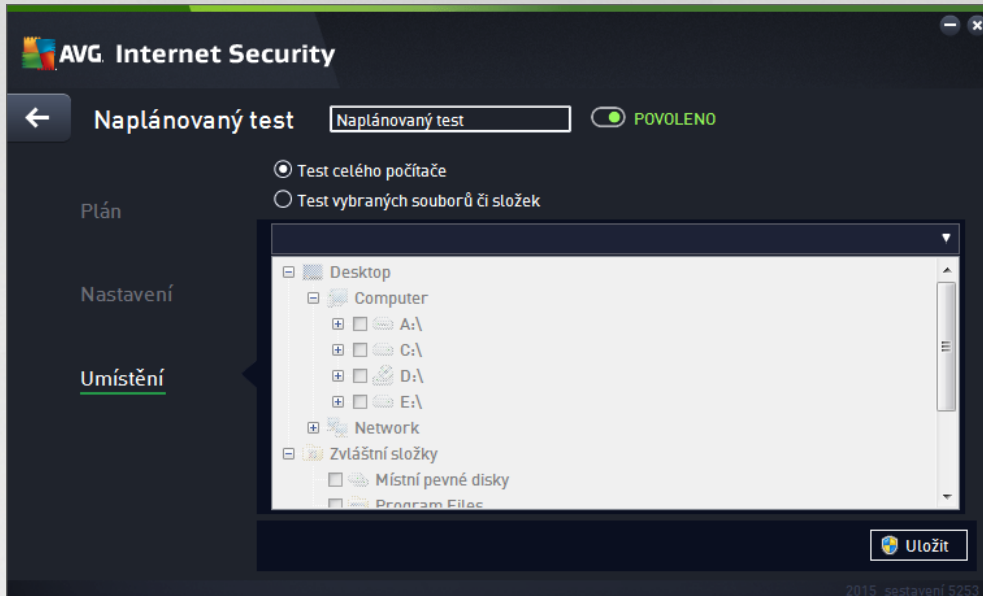 AVG. Internet Security
Naplánovaný test Naplánovaný test POVOLENO
Test celého počítače
Test vybraných souborů či složek
Plán
Nastavení
Umístění
Desktop
Computer
A:\
C:\
D:\
E:\
Network
Zvláštní složky
Místní pevné disky
Program Files
Uložit
2015 sestavení 5253